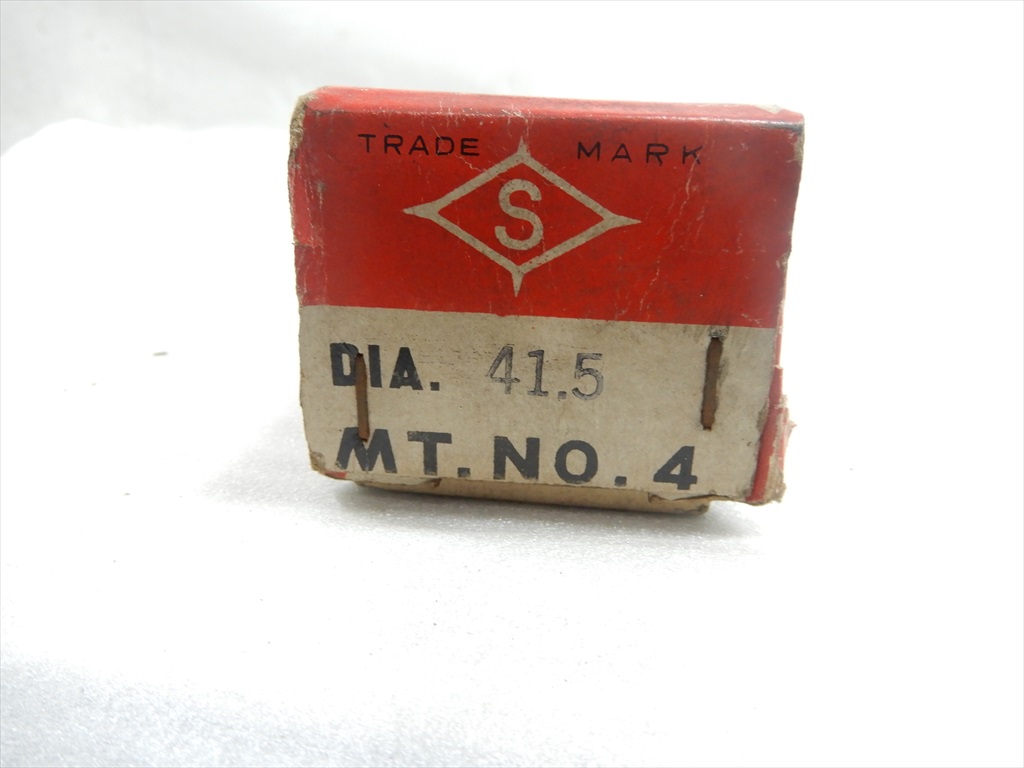 TRADE MARK
S
DIA. 41.5
MT. NO. 4